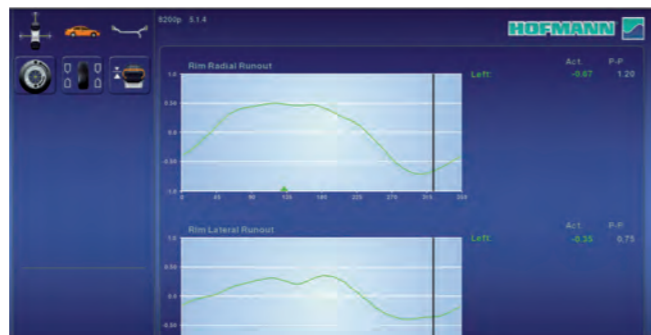 8200p 5.1.4
HOFMANN
Rim Radial Runout
Act. P-P
Left: -0.67 1.20
1.0
0.50
0.0
-0.50
-1.0
0 45 90 135 180 225 270 315 359
Rim Lateral Runout
Act. P-P
Left: -0.35 0.75
1.0
0.50
0.0
-0.50